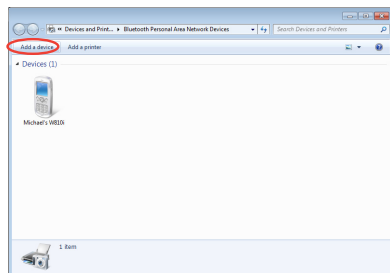 « Devices and Print... ▸ Bluetooth Personal Area Network Devices Search Devices and Printers
Add a device Add a printer
Devices (1)
Michael's W810i
1 item